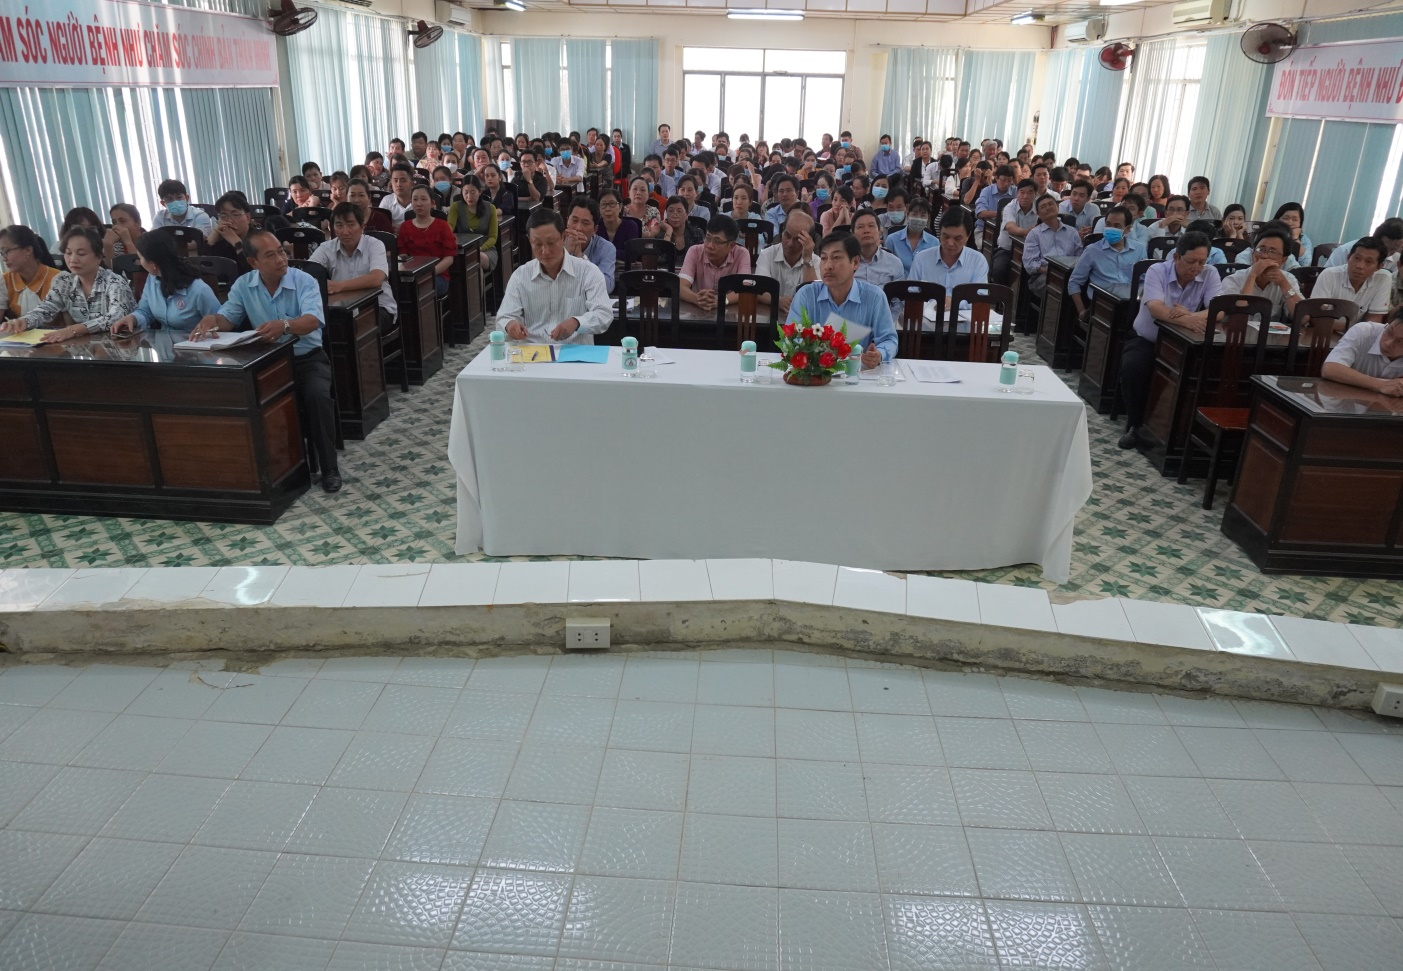 ĂM SÓC NGƯỜI BỆNH NHƯ CHĂM SÓC CHÍNH BẢN THÂN MÌNH
ĐÓN TIẾP NGƯỜI BỆNH NHƯ